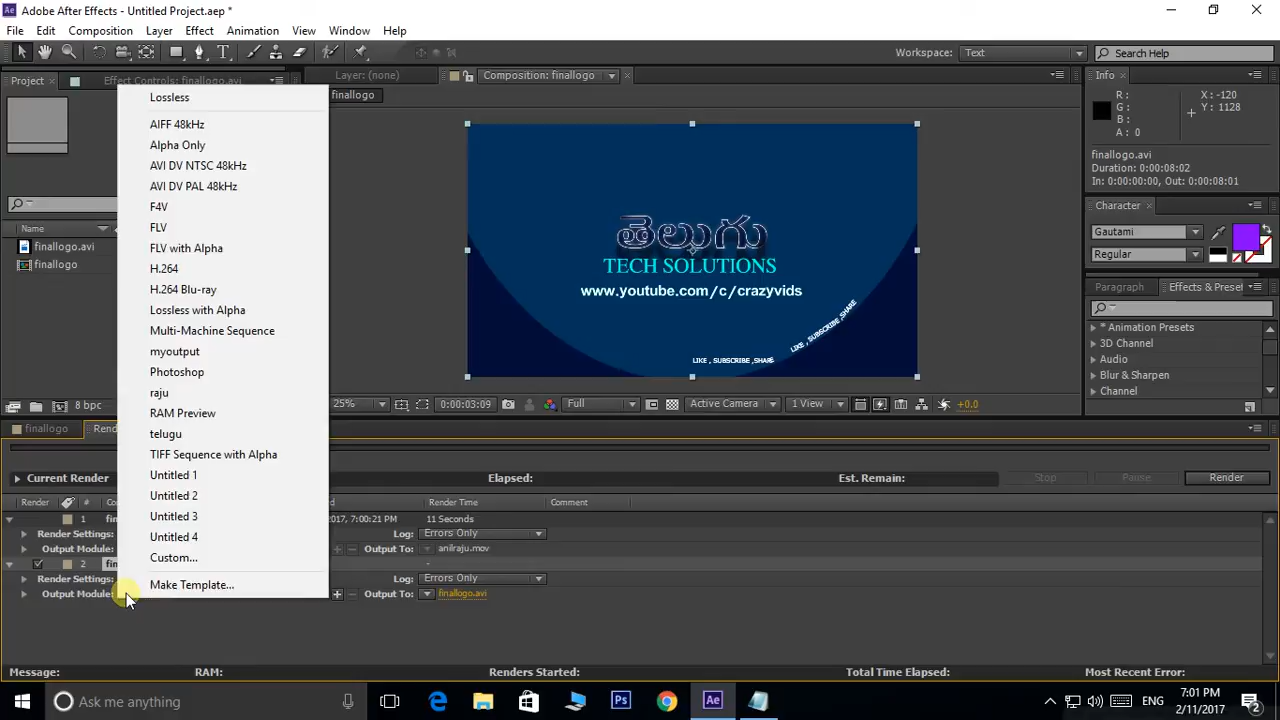 Adobe After Effects - Untitled Project.aep *
File Edit Composition Layer Effect Animation View Window Help
Workspace: Text Search Help
Project Effect Controls: finallogo.avi Layer: (none) Composition: finallogo Info
finallogo
R : X : -120
G : Y : 1128
B :
A : 0
finallogo.avi
Duration: 0:00:08:02
In: 0:00:00:00, Out: 0:00:08:01
Character
Gautami
Regular
Paragraph Effects & Preset
* Animation Presets
3D Channel
Audio
Blur & Sharpen
Channel
Name
finallogo.avi
finallogo
8 bpc
Lossless
AIFF 48kHz
Alpha Only
AVI DV NTSC 48kHz
AVI DV PAL 48kHz
F4V
FLV
FLV with Alpha
H.264
H.264 Blu-ray
Lossless with Alpha
Multi-Machine Sequence
myoutput
Photoshop
raju
RAM Preview
telugu
TIFF Sequence with Alpha
Untitled 1
Untitled 2
Untitled 3
Untitled 4
Custom...
Make Template...
తెలుగు
TECH SOLUTIONS
www.youtube.com/c/crazyvids
LIKE , SUBSCRIBE ,SHARE
LIKE , SUBSCRIBE ,SHARE
25% 0:00:03:09 Full Active Camera 1 View +0.0
finallogo
Current Render Elapsed: Est. Remain: Stop Pause Render
Render # Render Time Comment
1 2017, 7:00:21 PM 11 Seconds
Render Settings: Log: Errors Only
Output Module: Output To: anilraju.mov
2 -
Render Settings: Log: Errors Only
Output Module: Output To: finallogo.avi
Message: RAM: Renders Started: Total Time Elapsed: Most Recent Error:
Ask me anything ENG 7:01 PM
2/11/2017 2